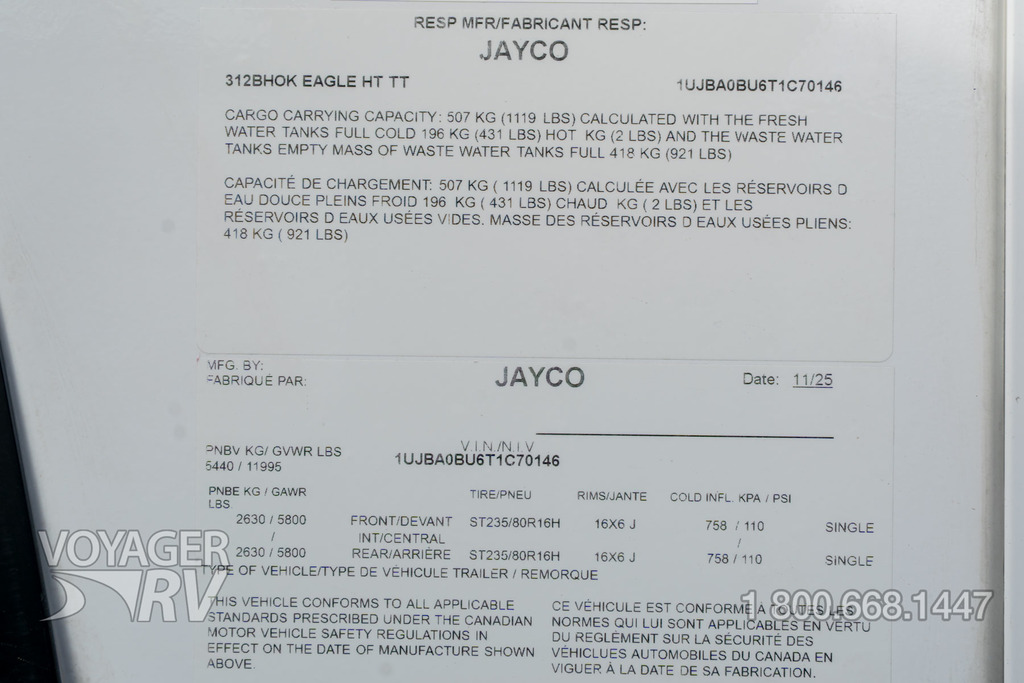 RESP MFR/FABRICANT RESP:
JAYCO
312BHOK EAGLE HT TT 1UJBA0BU6T1C70146
CARGO CARRYING CAPACITY: 507 KG (1119 LBS) CALCULATED WITH THE FRESH
WATER TANKS FULL COLD 196 KG (431 LBS) HOT KG (2 LBS) AND THE WASTE WATER
TANKS EMPTY MASS OF WASTE WATER TANKS FULL 418 KG (921 LBS)
CAPACITÉ DE CHARGEMENT: 507 KG ( 1119 LBS) CALCULÉE AVEC LES RÉSERVOIRS D
EAU DOUCE PLEINS FROID 196 KG ( 431 LBS) CHAUD KG ( 2 LBS) ET LES
RÉSERVOIRS D EAUX USÉES VIDES. MASSE DES RÉSERVOIRS D EAUX USÉES PLIENS:
418 KG ( 921 LBS)
MFG. BY:
FABRIQUÉ PAR: JAYCO Date: 11/25
PNBV KG/ GVWR LBS V.I.N./N.I.V
5440 / 11995 1UJBA0BU6T1C70146
PNBE KG / GAWR TIRE/PNEU RIMS/JANTE COLD INFL. KPA / PSI
LBS
2630 / 5800 FRONT/DEVANT ST235/80R16H 16X6 J 758 / 110 SINGLE
/ INT/CENTRAL /
2630 / 5800 REAR/ARRIÈRE ST235/80R16H 16X6 J 758 / 110 SINGLE
TYPE OF VEHICLE/TYPE DE VÉHICULE TRAILER / REMORQUE
THIS VEHICLE CONFORMS TO ALL APPLICABLE
STANDARDS PRESCRIBED UNDER THE CANADIAN
MOTOR VEHICLE SAFETY REGULATIONS IN
EFFECT ON THE DATE OF MANUFACTURE SHOWN
ABOVE.
CE VÉHICULE EST CONFORME A TOUTES LES
NORMES QUI LUI SONT APPLICABLES EN VERTU
DU REGLEMENT SUR LA SÉCURITÉ DES
VÉHICLUES AUTOMOBILES DU CANADA EN
VIGUER À LA DATE DE SA FABRICATION.
VOYAGER
RV
1.800.668.1447